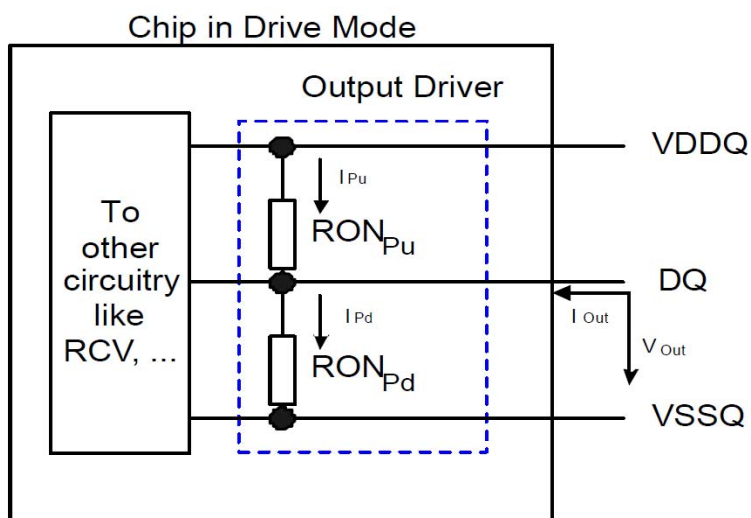 Chip in Drive Mode
Output Driver
VDDQ
I Pu
To
other
circuitry
like
RCV, ...
RON Pu
DQ
I Out
I Pd
V Out
RON Pd
VSSQ